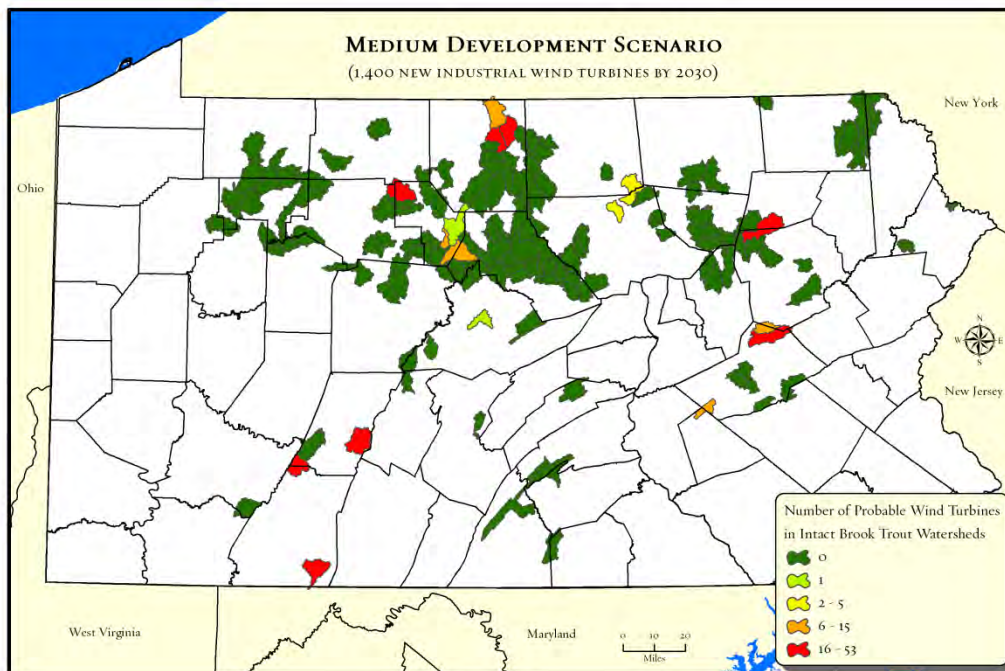 MEDIUM DEVELOPMENT SCENARIO
(1,400 NEW INDUSTRIAL WIND TURBINES BY 2030)
New York
Ohio
N
W E
S
New Jersey
Number of Probable Wind Turbines
in Intact Brook Trout Watersheds
0
1
2 - 5
6 - 15
16 - 53
West Virginia
Maryland
0 10 20
Miles